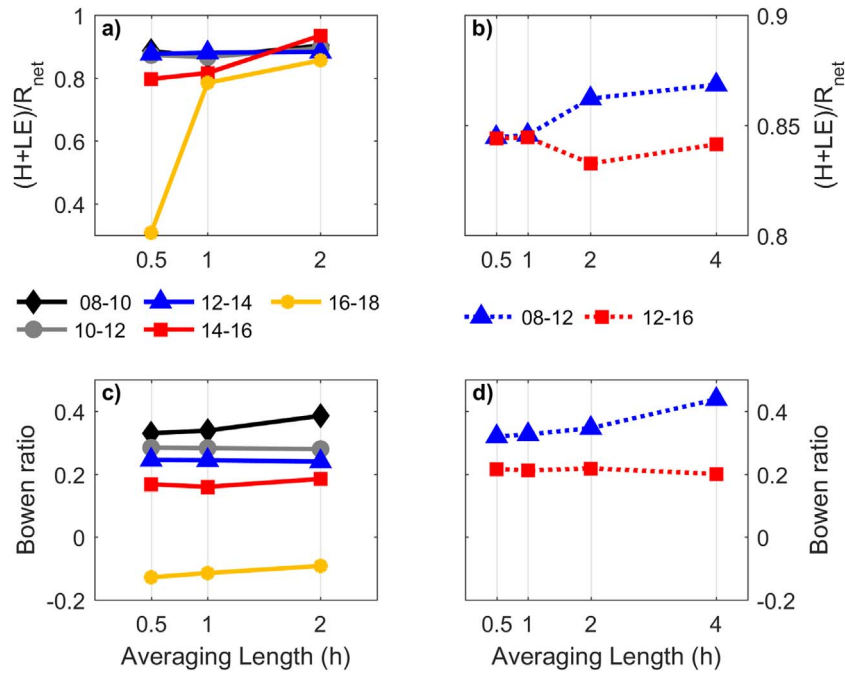 a)
(H+LE)/Rnet
1
0.8
0.6
0.4
0.5 1 2
b)
0.9
0.85
0.8
(H+LE)/Rnet
0.5 1 2 4
08-10 12-14 16-18
10-12 14-16
08-12 12-16
c)
Bowen ratio
0.4
0.2
0
-0.2
0.5 1 2
Averaging Length (h)
d)
0.4
0.2
0
-0.2
Bowen ratio
0.5 1 2 4
Averaging Length (h)